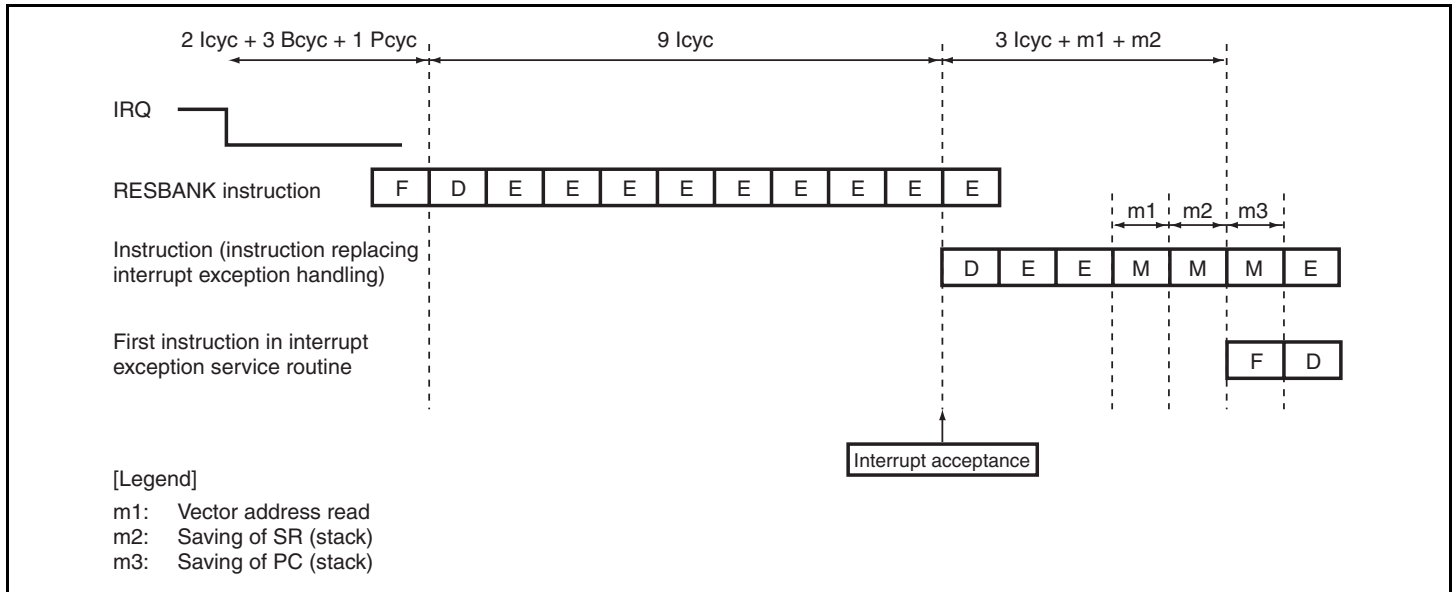 2 Icyc + 3 Bcyc + 1 Pcyc 9 Icyc 3 Icyc + m1 + m2
IRQ
RESBANK instruction F D E E E E E E E E E
m1 m2 m3
Instruction (instruction replacing
interrupt exception handling) D E E M M M E
First instruction in interrupt
exception service routine F D
Interrupt acceptance
[Legend]
m1: Vector address read
m2: Saving of SR (stack)
m3: Saving of PC (stack)